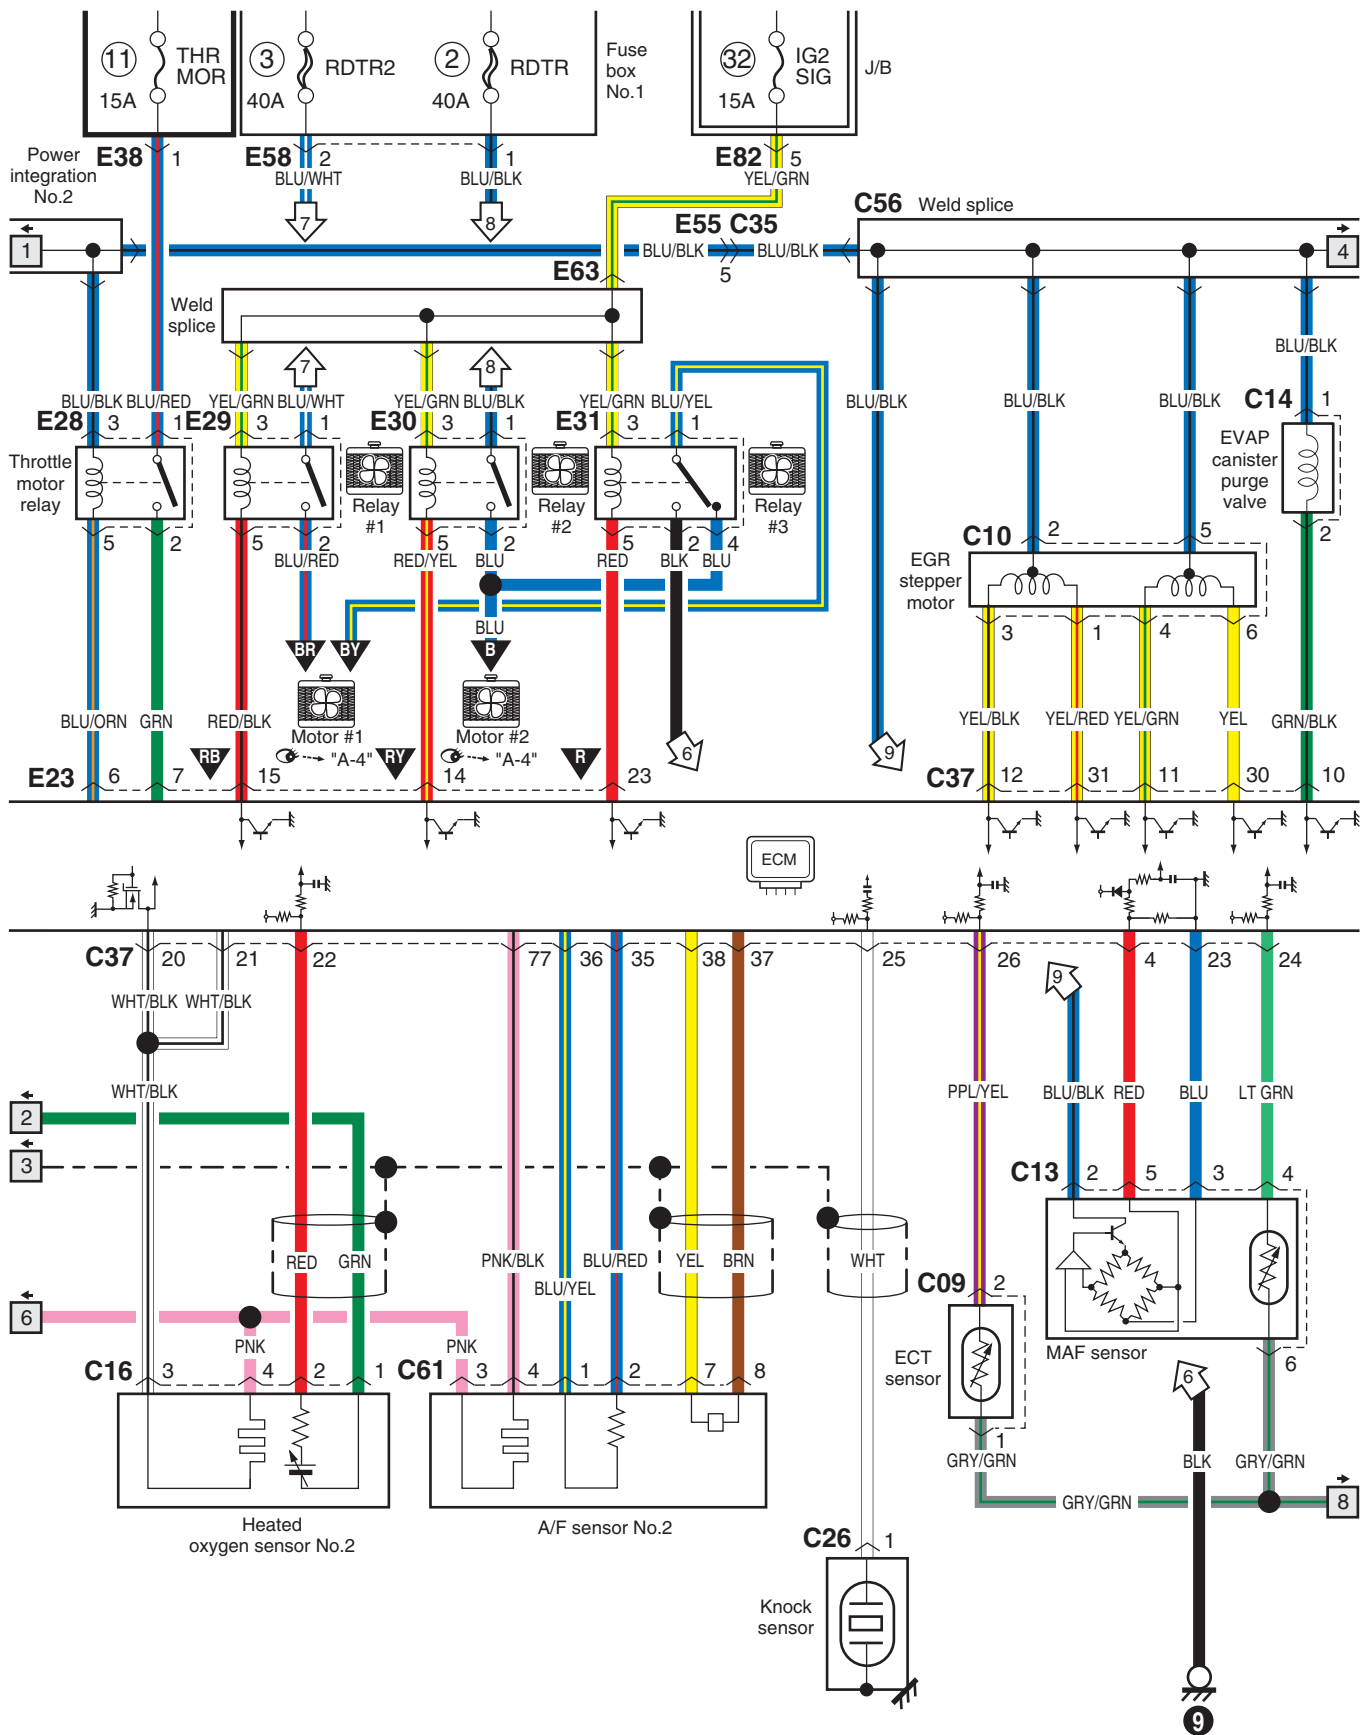 11 THR MOR 15A
3 RDTR2 40A
2 RDTR 40A
Fuse box No.1
32 IG2 SIG 15A
J/B
Power integration No.2
E38 1
E58 2 1
E82 5
BLU/WHT BLU/BLK YEL/GRN
7 8
C56 Weld splice
E55 C35
1 BLU/BLK BLU/BLK 4
5
E63
Weld splice
7 8
BLU/BLK
BLU/BLK BLU/RED YEL/GRN BLU/WHT YEL/GRN BLU/BLK YEL/GRN BLU/YEL BLU/BLK BLU/BLK BLU/BLK
C14 1
E28 3 1 E29 3 1 E30 3 1 E31 3 1
Throttle motor relay
Relay #1
Relay #2
Relay #3
EVAP canister purge valve
2
5 2 5 2 5 2 5 2 4
BLU/RED RED/YEL BLU RED BLK BLU
C10 2 5
EGR stepper motor
BLU
3 1 4 6
BR BY B
BLU/ORN GRN RED/BLK
Motor #1
"A-4"
Motor #2
"A-4"
RB RY R 6 9
YEL/BLK YEL/RED YEL/GRN YEL GRN/BLK
E23 6 7 15 14 23
C37 12 31 11 30 10
ECM
C37 20 21 22 77 36 35 38 37 25 26 4 23 24
9
WHT/BLK WHT/BLK
WHT/BLK PPL/YEL BLU/BLK RED BLU LT GRN
2
3
C13 2 5 3 4
RED GRN PNK/BLK BLU/YEL BLU/RED YEL BRN WHT
C09 2
6
PNK PNK
ECT sensor
MAF sensor
6
6
C16 3 4 2 1
C61 3 4 1 2 7 8
1
GRY/GRN BLK GRY/GRN
GRY/GRN 8
Heated oxygen sensor No.2
A/F sensor No.2
C26 1
Knock sensor
9